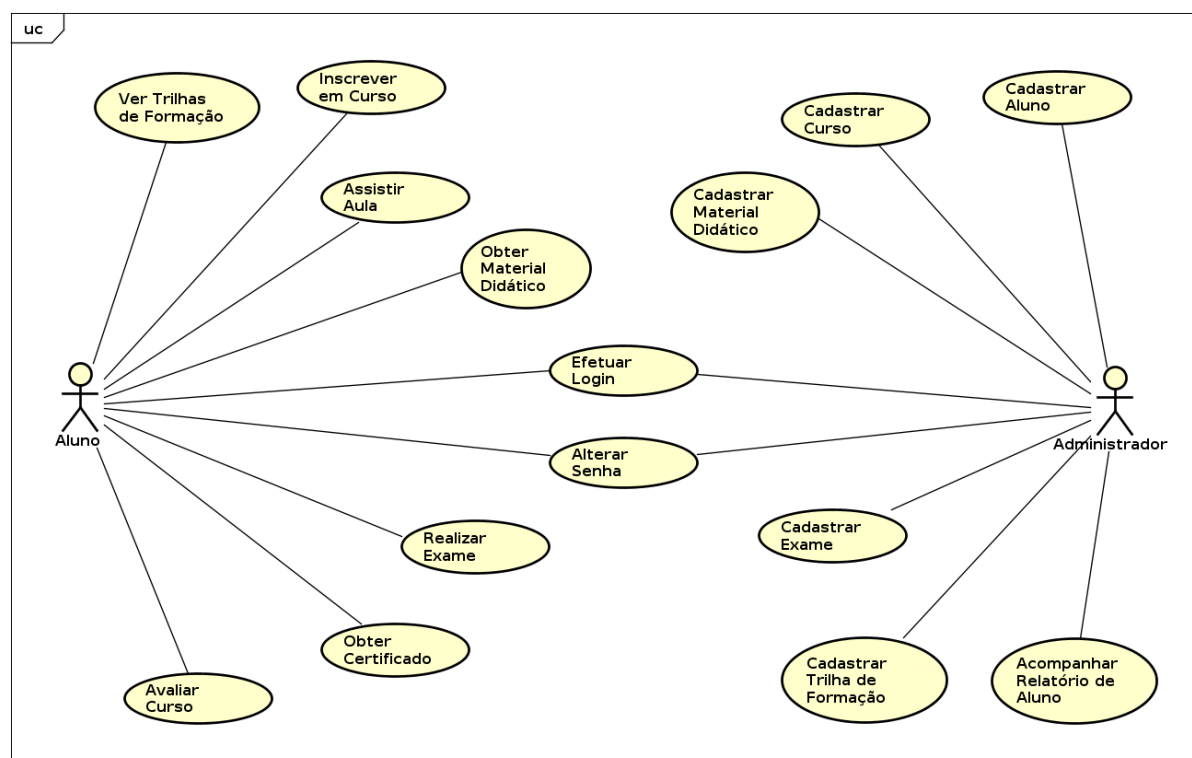 uc
Ver Trilhas
de Formação
Inscrever
em Curso
Cadastrar
Curso
Cadastrar
Aluno
Assistir
Aula
Cadastrar
Material
Didático
Obter
Material
Didático
Efetuar
Login
Aluno
Administrador
Alterar
Senha
Realizar
Exame
Cadastrar
Exame
Obter
Certificado
Cadastrar
Trilha de
Formação
Acompanhar
Relatório de
Aluno
Avaliar
Curso